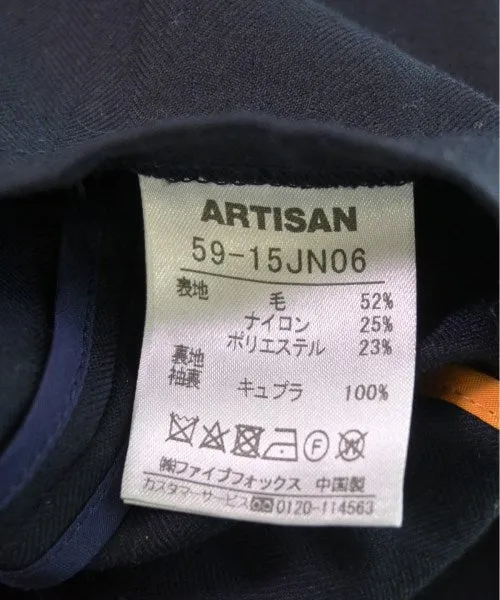 ARTISAN
59-15JN06
表地 毛 52%
ナイロン 25%
ポリエステル 23%
裏地
袖裏 キュプラ 100%
㈱ファイブフォックス 中国製
カスタマーサービス 0120-114563